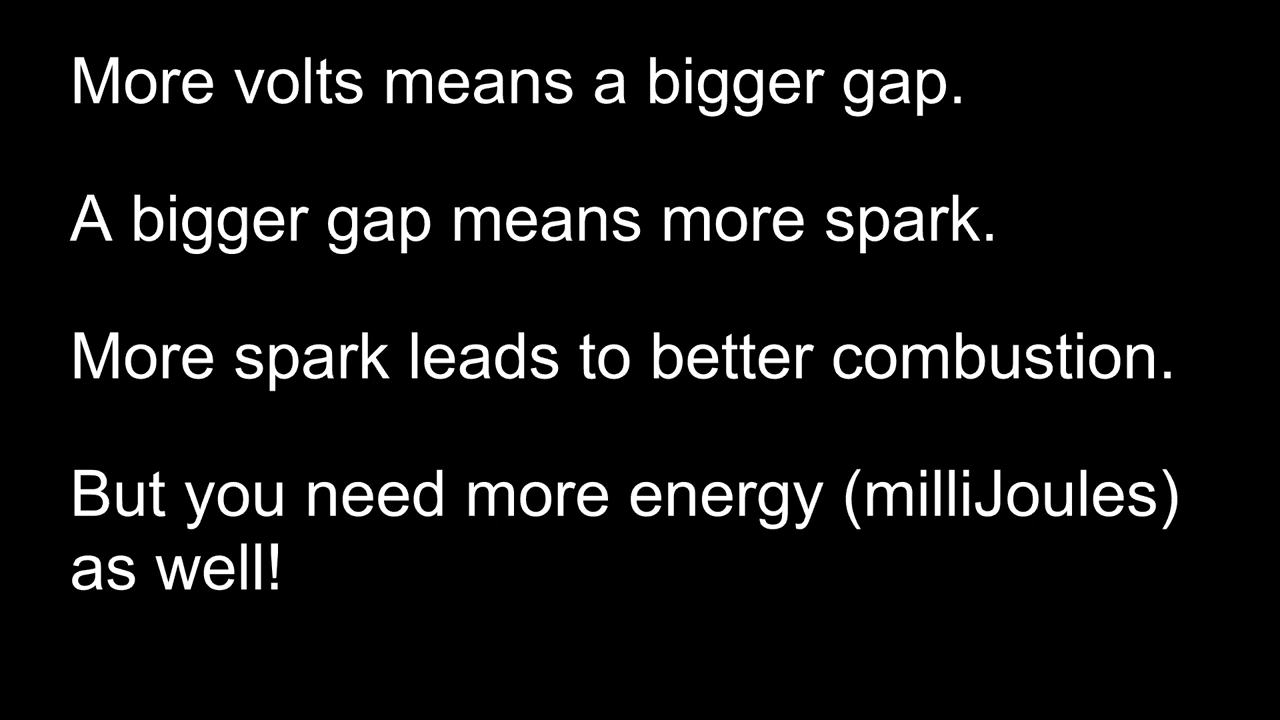 More volts means a bigger gap.
A bigger gap means more spark.
More spark leads to better combustion.
But you need more energy (milliJoules)
as well!